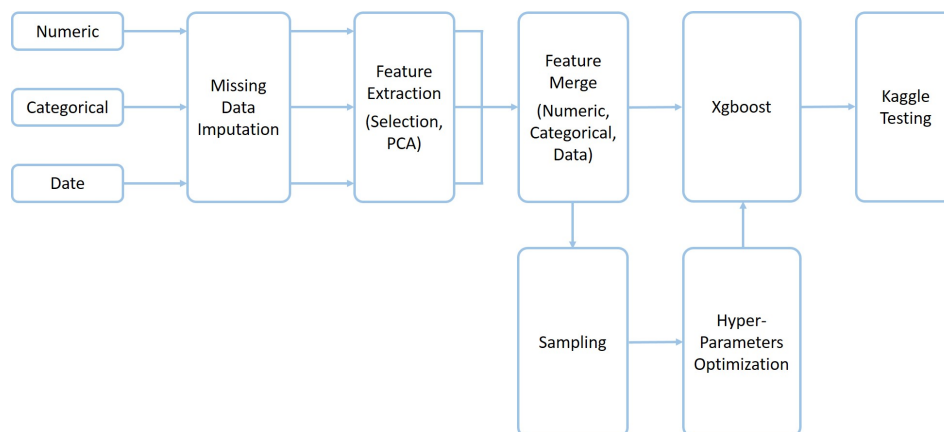 Numeric
Categorical
Date
Missing
Data
Imputation
Feature
Extraction
(Selection,
PCA)
Feature
Merge
(Numeric,
Categorical,
Data)
Xgboost
Kaggle
Testing
Sampling
Hyper-
Parameters
Optimization